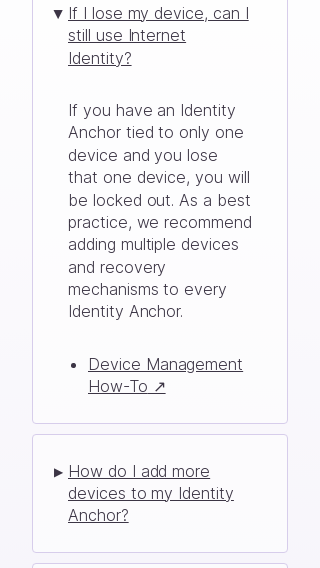 ▼ If I lose my device, can I
still use Internet
Identity?
If you have an Identity
Anchor tied to only one
device and you lose
that one device, you will
be locked out. As a best
practice, we recommend
adding multiple devices
and recovery
mechanisms to every
Identity Anchor.
• Device Management
How-To ↗
▶ How do I add more
devices to my Identity
Anchor?